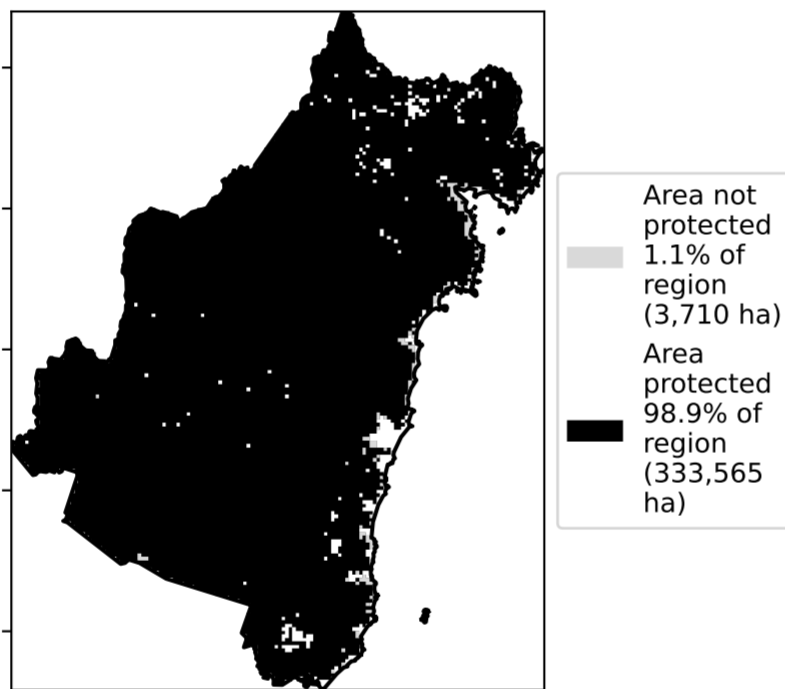 Area not
protected
1.1% of
region
(3,710 ha)
Area
protected
98.9% of
region
(333,565
ha)